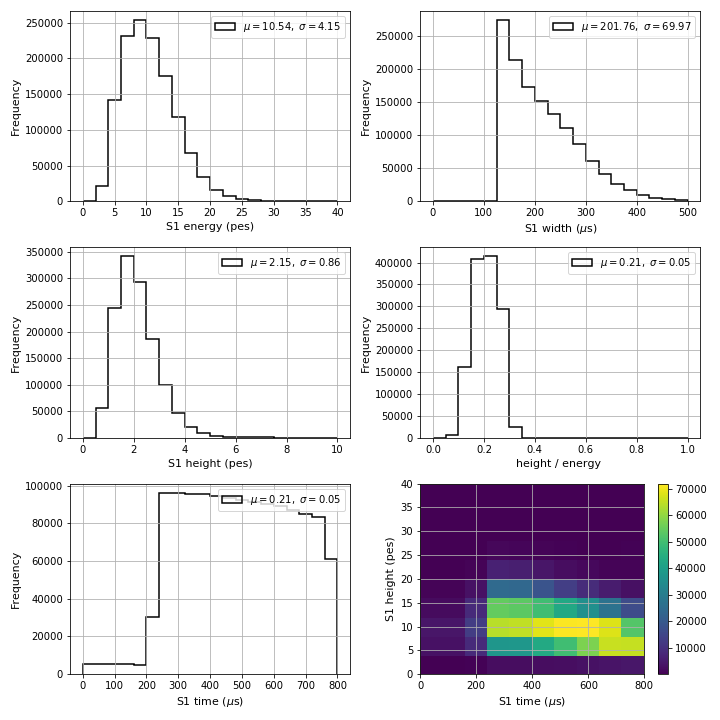 μ = 10.54, σ = 4.15
Frequency
250000
200000
150000
100000
50000
0
0 5 10 15 20 25 30 35 40
S1 energy (pes)
μ = 201.76, σ = 69.97
Frequency
250000
200000
150000
100000
50000
0
0 100 200 300 400 500
S1 width (μs)
μ = 2.15, σ = 0.86
Frequency
350000
300000
250000
200000
150000
100000
50000
0
0 2 4 6 8 10
S1 height (pes)
μ = 0.21, σ = 0.05
Frequency
400000
350000
300000
250000
200000
150000
100000
50000
0
0.0 0.2 0.4 0.6 0.8 1.0
height / energy
μ = 0.21, σ = 0.05
Frequency
100000
80000
60000
40000
20000
0
0 100 200 300 400 500 600 700 800
S1 time (μs)
S1 height (pes)
40
35
30
25
20
15
10
5
0
0 200 400 600 800
S1 time (μs)
70000
60000
50000
40000
30000
20000
10000